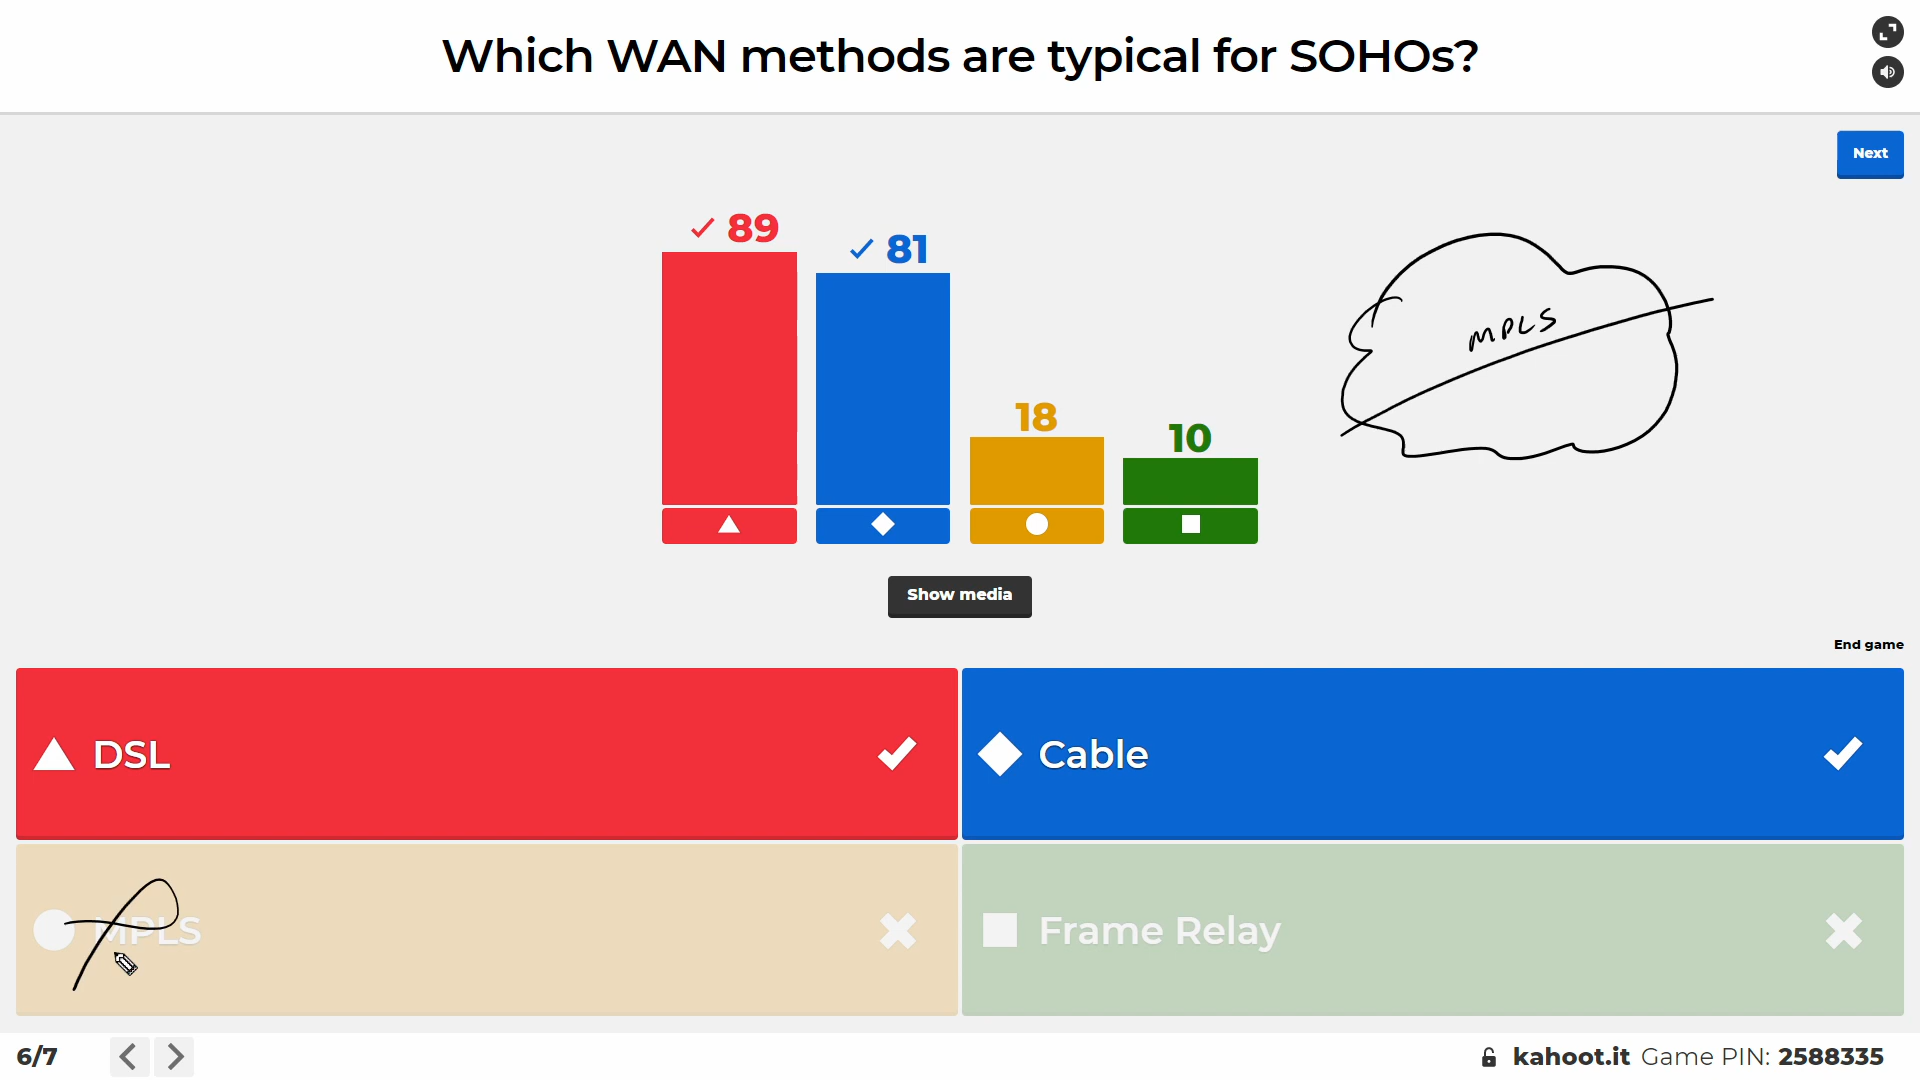 Which WAN methods are typical for SOHOs?
Next
89
81
18
10
MPLS
Show media
End game
DSL
Cable
MPLS
Frame Relay
6/7
kahoot.it Game PIN: 2588335